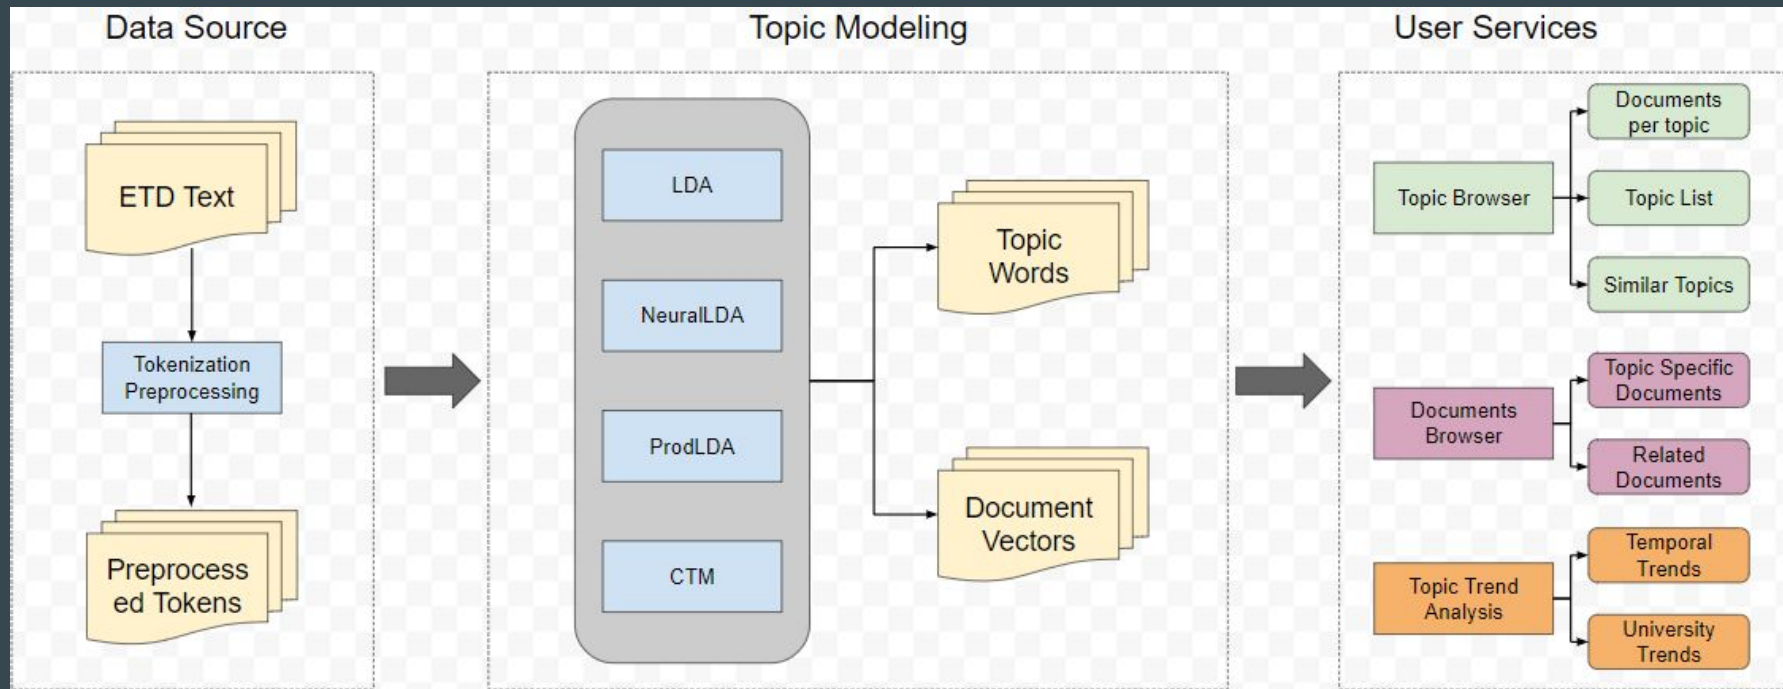 Data Source
ETD Text
Tokenization
Preprocessing
Preprocess
ed Tokens
Topic Modeling
LDA
NeuralLDA
ProdLDA
CTM
Topic
Words
Document
Vectors
User Services
Topic Browser
Documents
per topic
Topic List
Similar Topics
Documents
Browser
Topic Specific
Documents
Related
Documents
Topic Trend
Analysis
Temporal
Trends
University
Trends